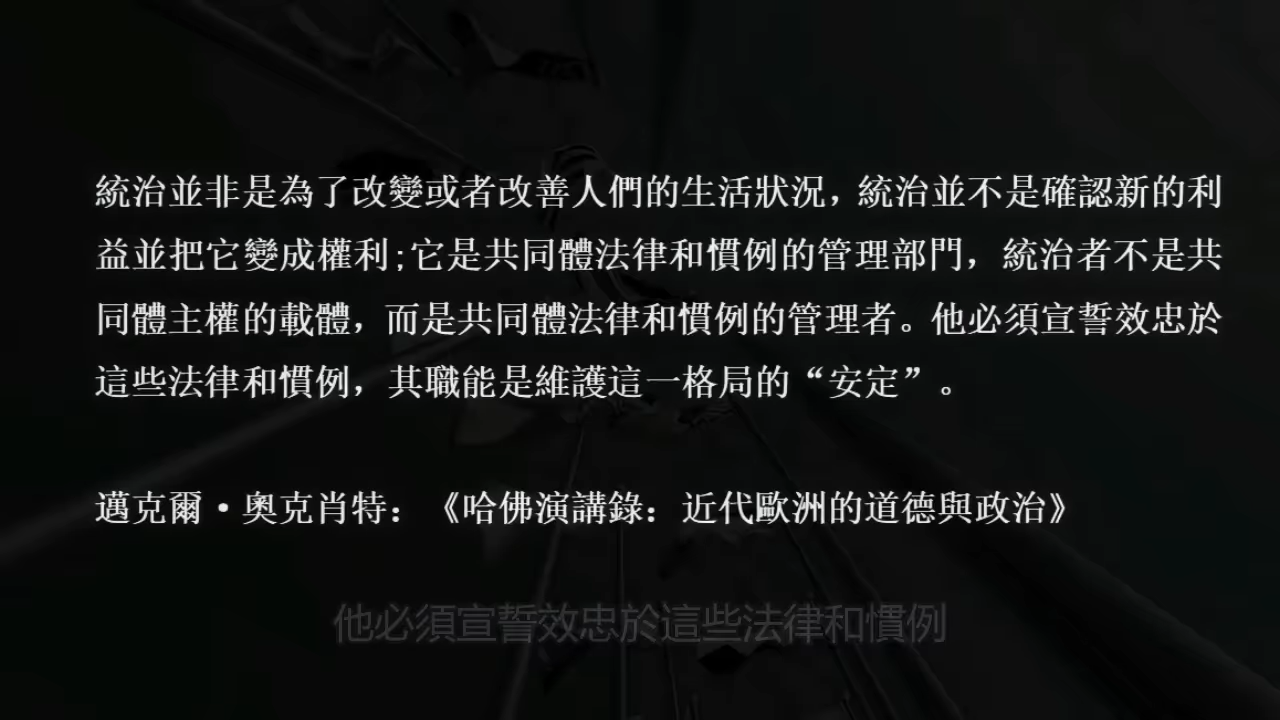 統治並非是為了改變或者改善人們的生活狀況，統治並不是確認新的利
益並把它變成權利；它是共同體法律和慣例的管理部門，統治者不是共
同體主權的載體，而是共同體法律和慣例的管理者。他必須宣誓效忠於
這些法律和慣例，其職能是維護這一格局的“安定”。
邁克爾·奧克肖特：《哈佛演講錄：近代歐洲的道德與政治》
他必須宣誓效忠於這些法律和慣例